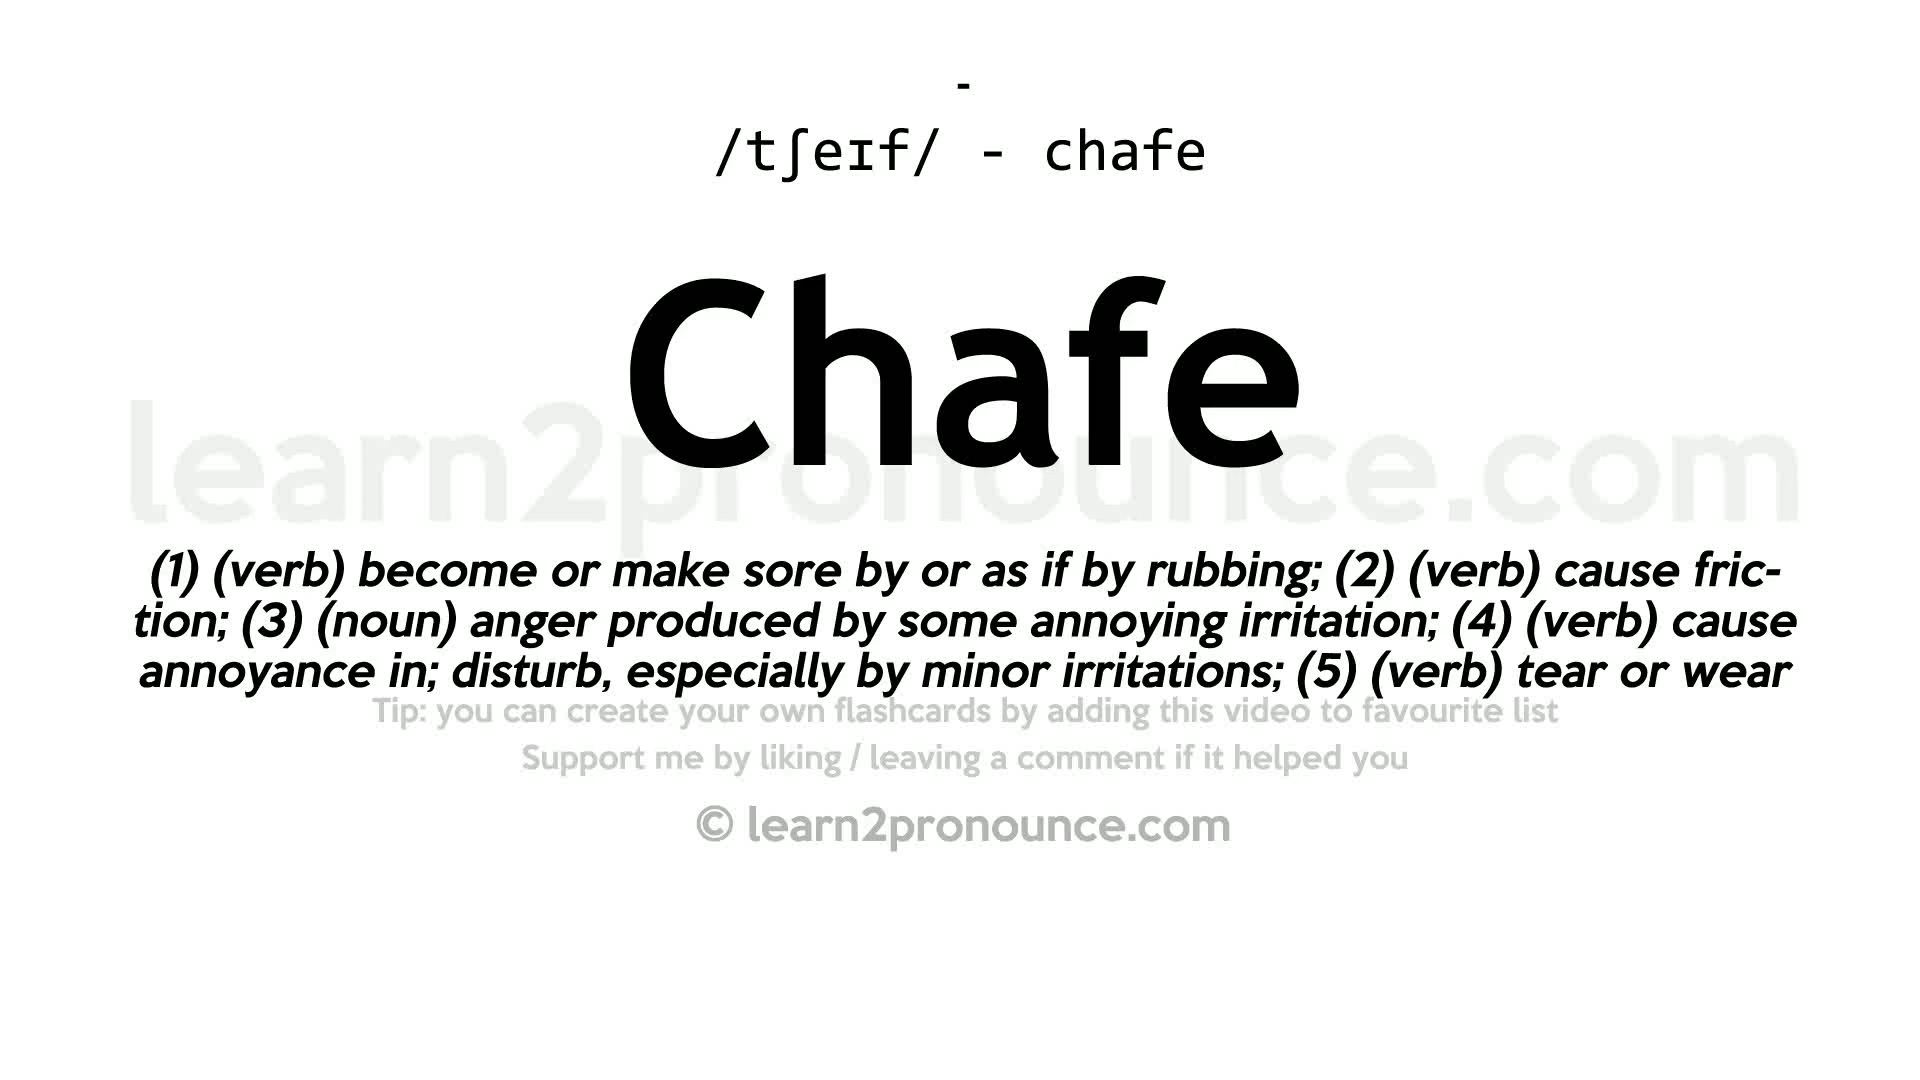 -
/tʃeɪf/ - chafe
Chafe
learn2pronounce.com
(1) (verb) become or make sore by or as if by rubbing; (2) (verb) cause fric-
tion; (3) (noun) anger produced by some annoying irritation; (4) (verb) cause
annoyance in; disturb, especially by minor irritations; (5) (verb) tear or wear
Tip: you can create your own flashcards by adding this video to favourite list
Support me by liking / leaving a comment if it helped you
© learn2pronounce.com